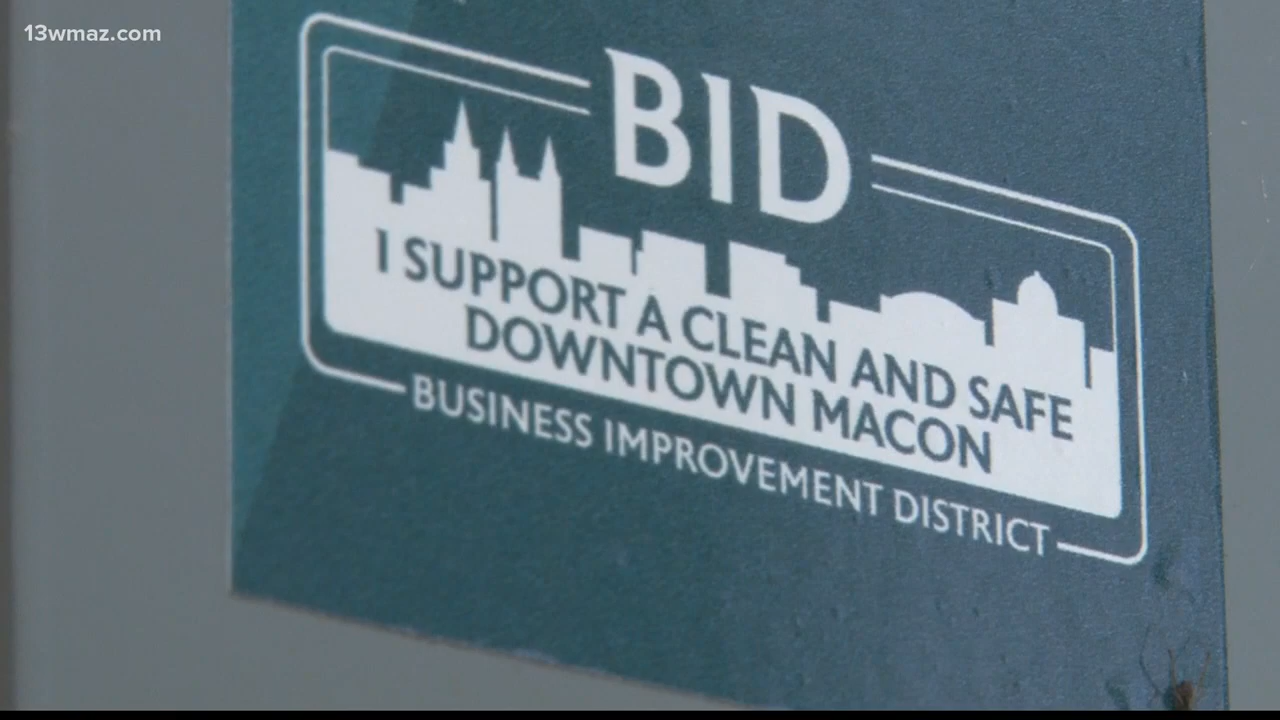 13wmaz.com
BID
I SUPPORT A CLEAN AND SAFE
DOWNTOWN MACON
BUSINESS IMPROVEMENT DISTRICT